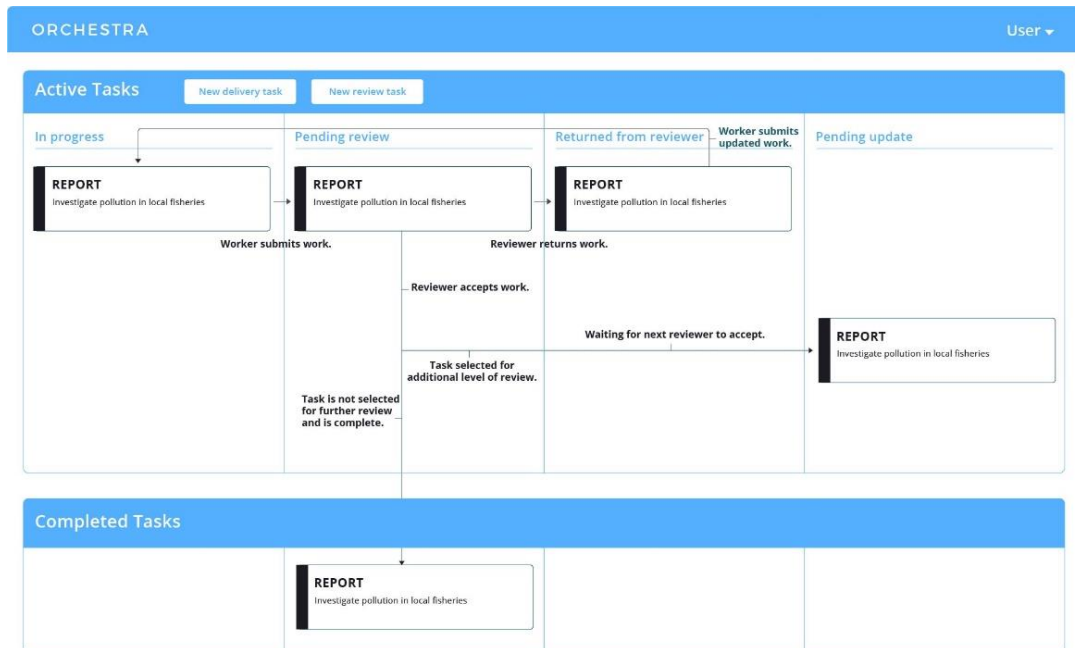 ORCHESTRA
User
Active Tasks
New delivery task
New review task
In progress
Pending review
Returned from reviewer
Worker submits
updated work.
Pending update
REPORT
Investigate pollution in local fisheries
REPORT
Investigate pollution in local fisheries
REPORT
Investigate pollution in local fisheries
Worker submits work.
Reviewer returns work.
Reviewer accepts work.
Waiting for next reviewer to accept.
REPORT
Investigate pollution in local fisheries
Task selected for
additional level of review.
Task is not selected
for further review
and is complete.
Completed Tasks
REPORT
Investigate pollution in local fisheries